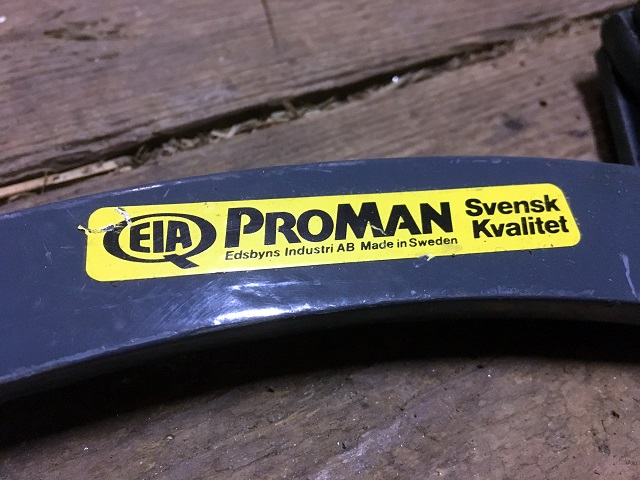 EIA PROMAN Svensk
Kvalitet
Edsbyns Industri AB Made in Sweden